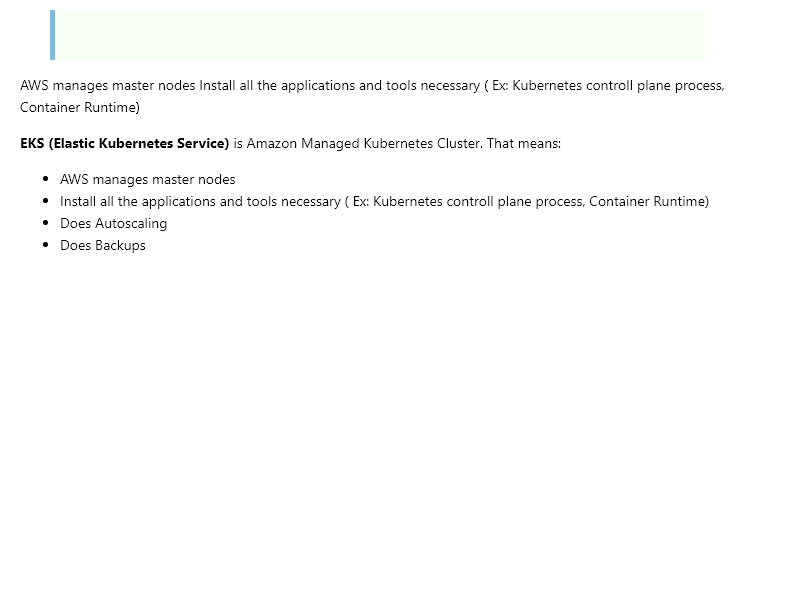 AWS manages master nodes Install all the applications and tools necessary ( Ex: Kubernetes controll plane process,
Container Runtime)
EKS (Elastic Kubernetes Service) is Amazon Managed Kubernetes Cluster. That means:
AWS manages master nodes
Install all the applications and tools necessary ( Ex: Kubernetes controll plane process, Container Runtime)
Does Autoscaling
Does Backups